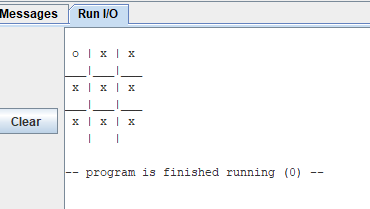 Messages Run I/O
o | x | x
___|___|___
x | x | x
___|___|___
Clear
x | x | x
| |
-- program is finished running (0) --